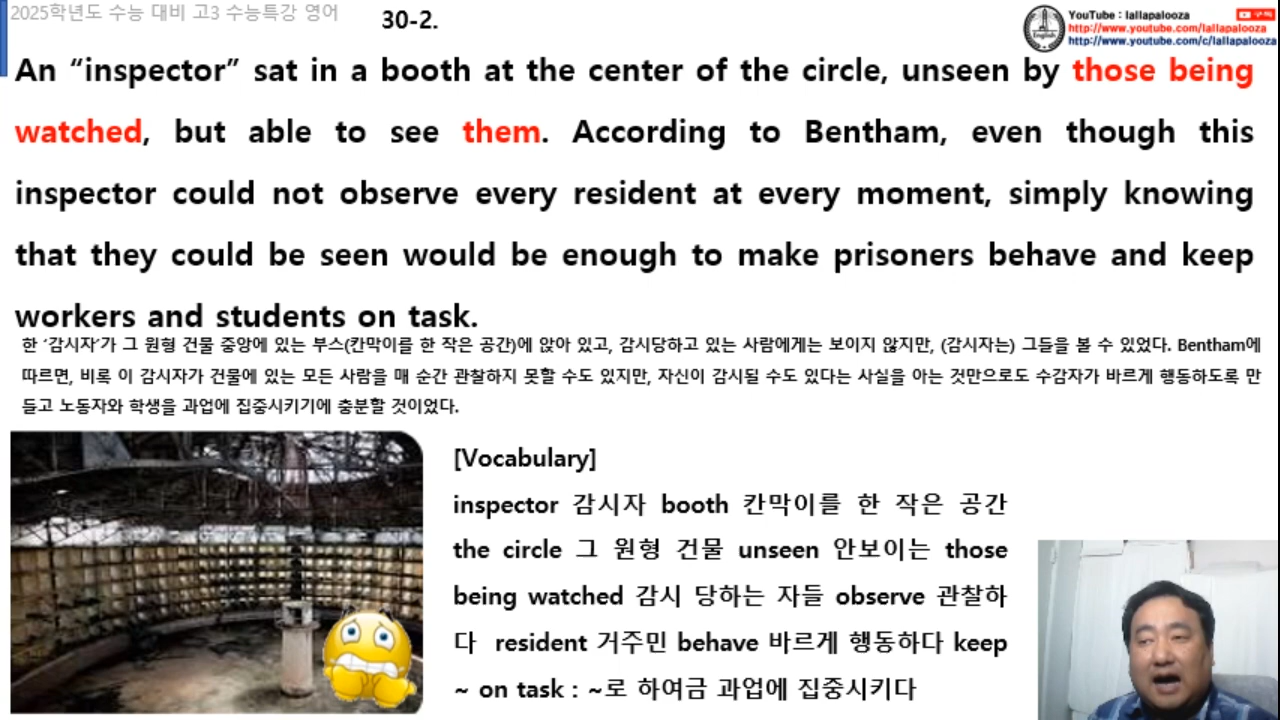 2025학년도 수능 대비 고3 수능특강 영어
30-2.
YouTube : lallapalooza
구독
http://www.youtube.com/lallapalooza
http://www.youtube.com/c/lallapalooza
English
An “inspector” sat in a booth at the center of the circle, unseen by those being
watched, but able to see them. According to Bentham, even though this
inspector could not observe every resident at every moment, simply knowing
that they could be seen would be enough to make prisoners behave and keep
workers and students on task.
한 ‘감시자’가 그 원형 건물 중앙에 있는 부스(칸막이를 한 작은 공간)에 앉아 있고, 감시당하고 있는 사람에게는 보이지 않지만, (감시자는) 그들을 볼 수 있었다. Bentham에
따르면, 비록 이 감시자가 건물에 있는 모든 사람을 매 순간 관찰하지 못할 수도 있지만, 자신이 감시될 수도 있다는 사실을 아는 것만으로도 수감자가 바르게 행동하도록 만
들고 노동자와 학생을 과업에 집중시키기에 충분할 것이었다.
[Vocabulary]
inspector 감시자 booth 칸막이를 한 작은 공간
the circle 그 원형 건물 unseen 안보이는 those
being watched 감시 당하는 자들 observe 관찰하
다 resident 거주민 behave 바르게 행동하다 keep
~ on task : ~로 하여금 과업에 집중시키다